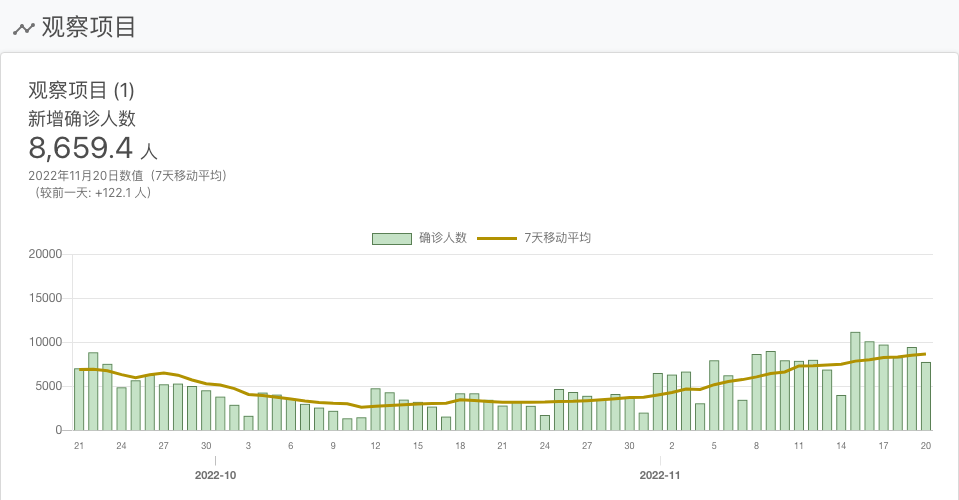 观察项目
观察项目 (1)
新增确诊人数
8,659.4 人
2022年11月20日数值（7天移动平均）
（较前一天: +122.1 人）
确诊人数 7天移动平均
20000
15000
10000
5000
0
21 24 27 30 3 6 9 12 15 18 21 24 27 30 2 5 8 11 14 17 20
2022-10 2022-11